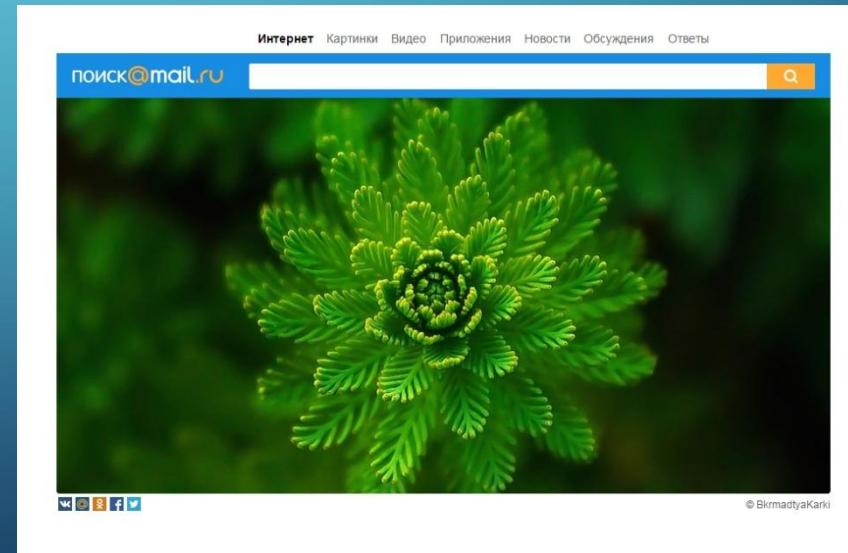 Интернет Картинки Видео Приложения Новости Обсуждения Ответы
поиск@mail.ru
© BkrmadtyaKarki